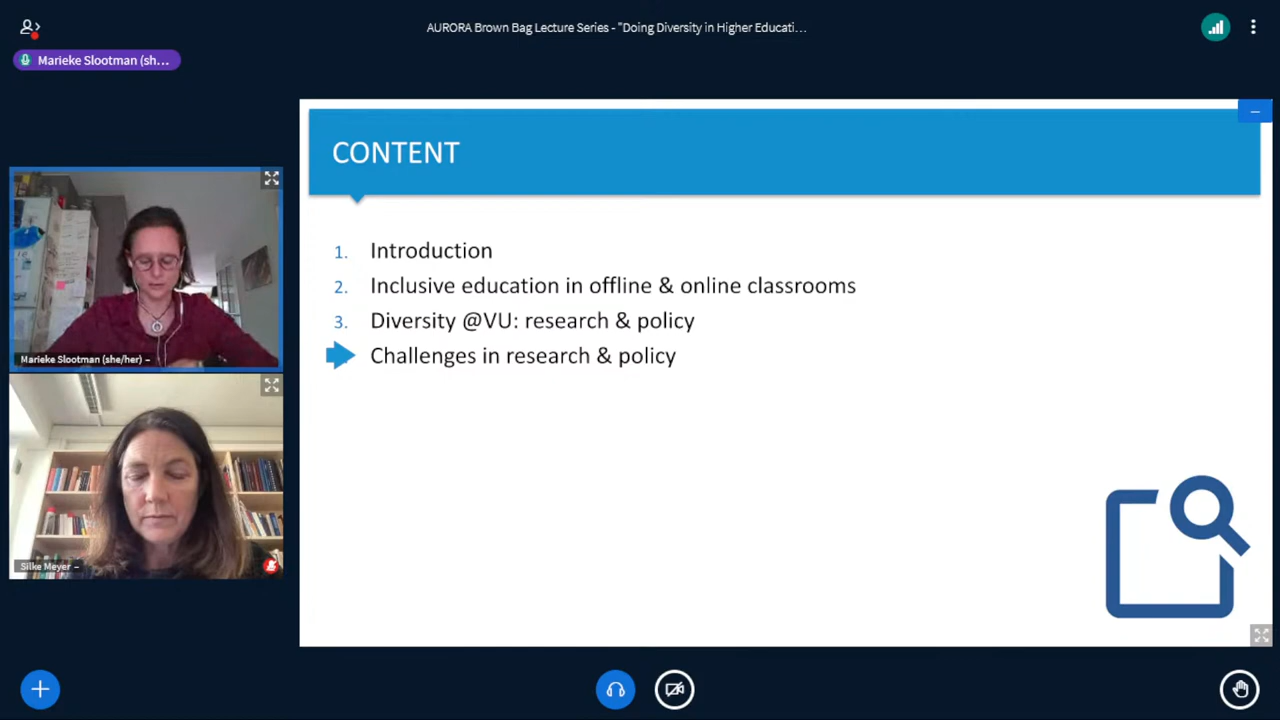 AURORA Brown Bag Lecture Series - "Doing Diversity in Higher Educati...
Marieke Slootman (sh...
CONTENT
1. Introduction
2. Inclusive education in offline & online classrooms
3. Diversity @VU: research & policy
Challenges in research & policy
Marieke Slootman (she/her) –
Silke Meyer –